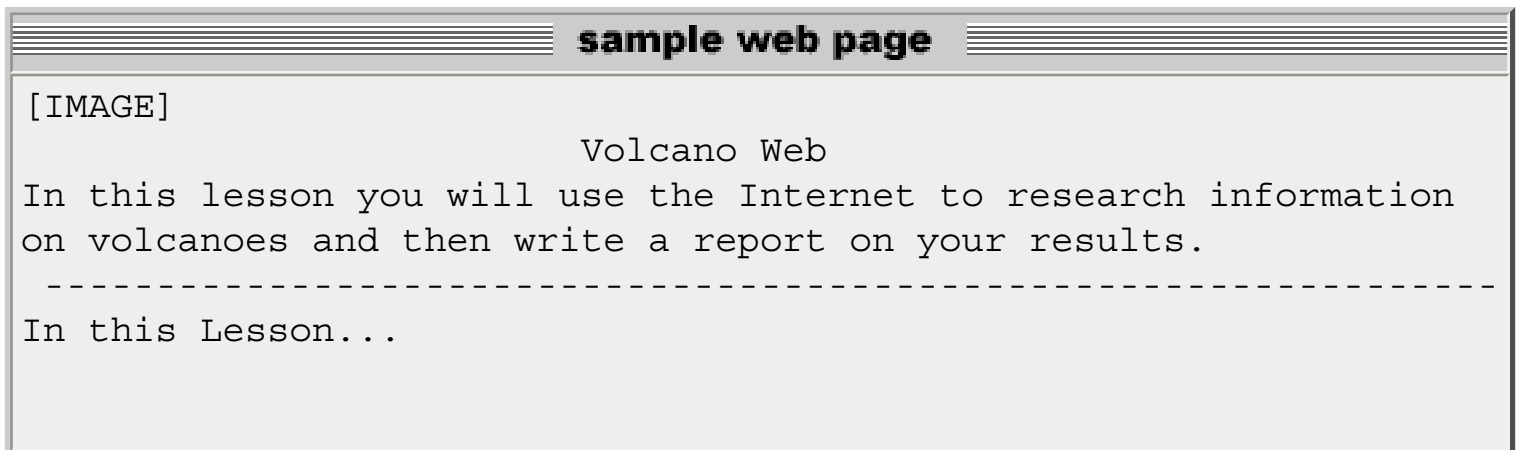 sample web page
[IMAGE]
Volcano Web
In this lesson you will use the Internet to research information
on volcanoes and then write a report on your results.
-----------------------------------------------------------------
In this Lesson...